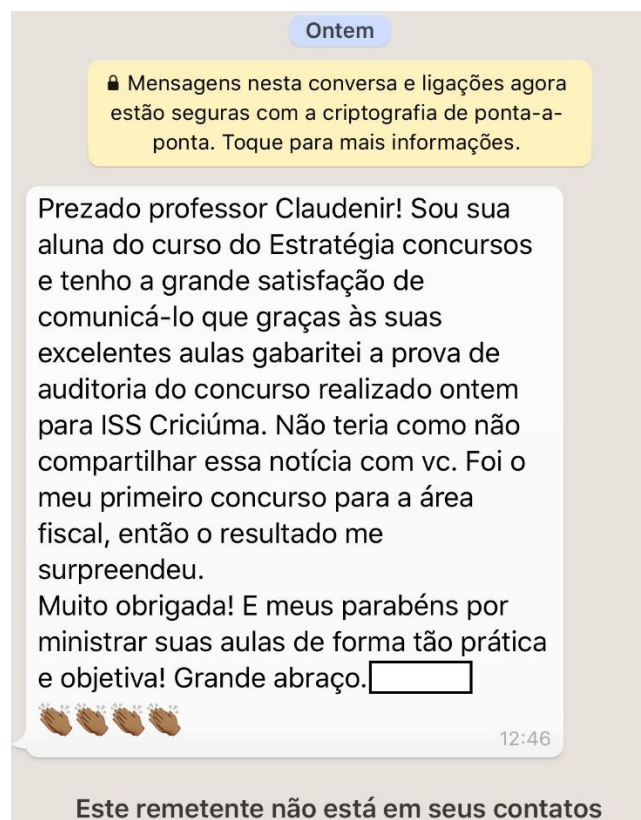 Ontem
Mensagens nesta conversa e ligações agora
estão seguras com a criptografia de ponta-a-
ponta. Toque para mais informações.
Prezado professor Claudenir! Sou sua
aluna do curso do Estratégia concursos
e tenho a grande satisfação de
comunicá-lo que graças às suas
excelentes aulas gabaritei a prova de
auditoria do concurso realizado ontem
para ISS Criciúma. Não teria como não
compartilhar essa notícia com vc. Foi o
meu primeiro concurso para a área
fiscal, então o resultado me
surpreendeu.
Muito obrigada! E meus parabéns por
ministrar suas aulas de forma tão prática
e objetiva! Grande abraço.
👏🏾👏🏾👏🏾👏🏾
12:46
Este remetente não está em seus contatos